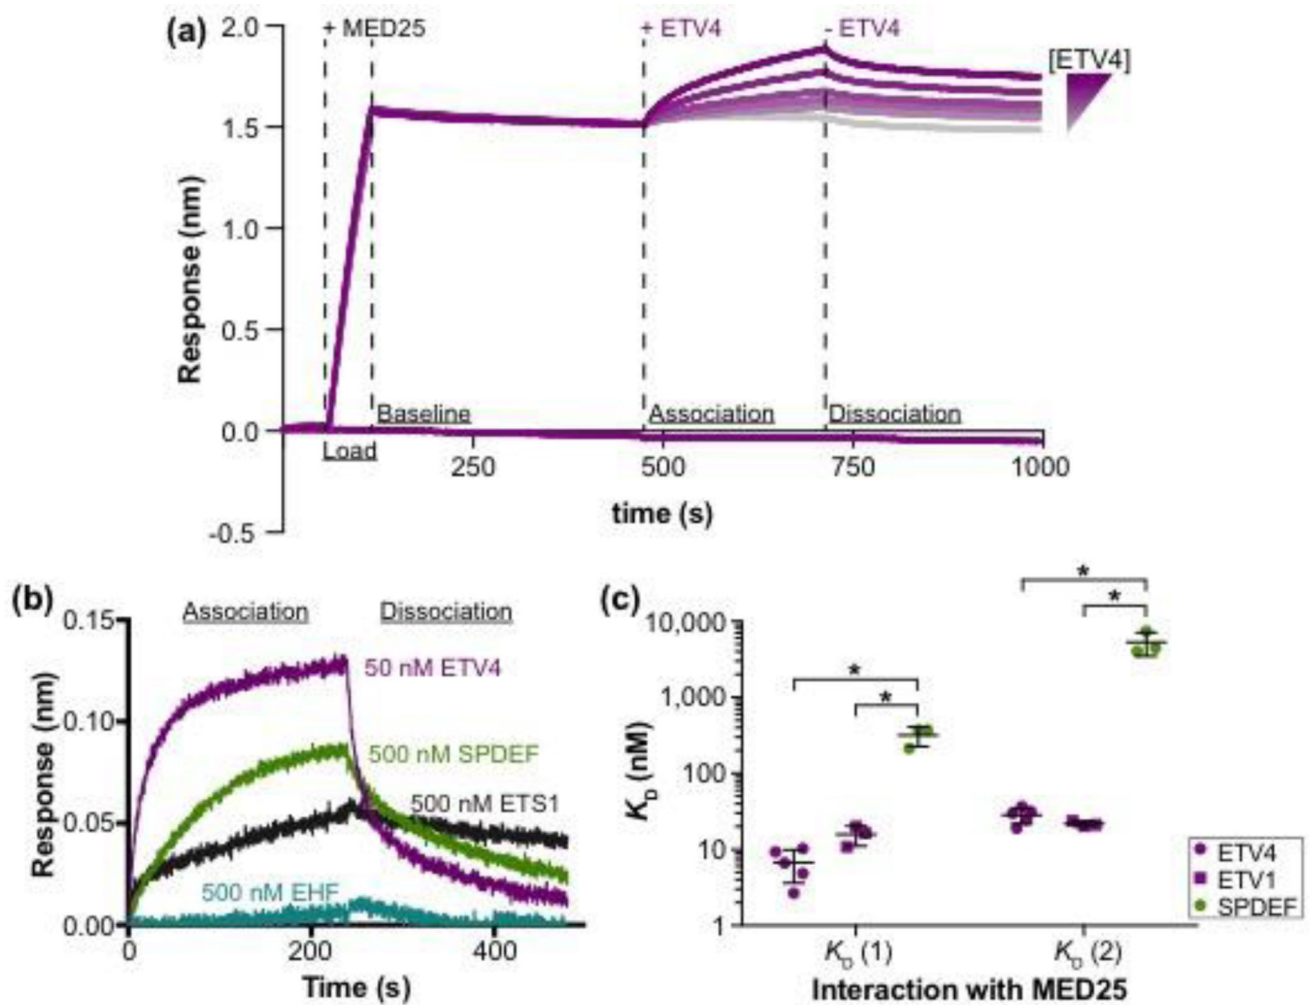 (a)
+ MED25
+ ETV4
- ETV4
[ETV4]
2.0
1.5
1.0
0.5
0.0
-0.5
Response (nm)
Baseline
Association
Dissociation
Load
250
500
750
1000
time (s)
(b)
Association
Dissociation
0.15
0.10
0.05
0.00
Response (nm)
50 nM ETV4
500 nM SPDEF
500 nM ETS1
500 nM EHF
0
200
400
Time (s)
(c)
*
*
*
*
10,000
1,000
100
10
1
K_D (nM)
ETV4
ETV1
SPDEF
K_D (1)
K_D (2)
Interaction with MED25